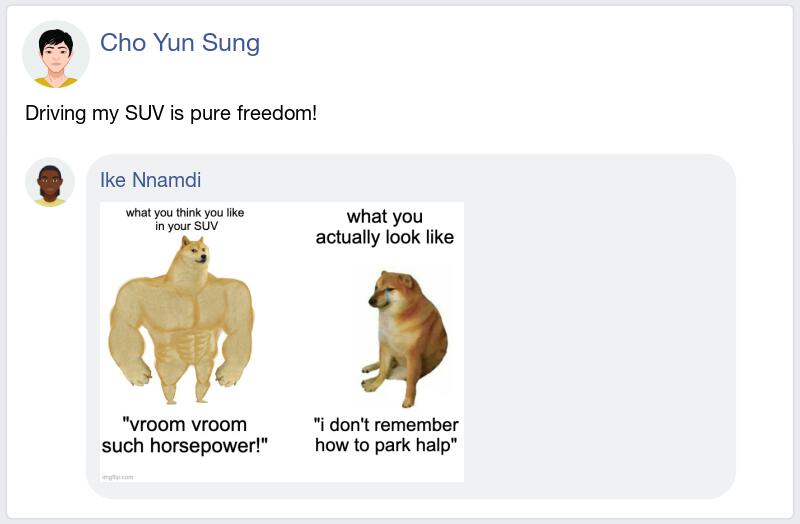 Cho Yun Sung
Driving my SUV is pure freedom!
Ike Nnamdi
what you think you like
in your SUV
what you
actually look like
"vroom vroom
such horsepower!"
"i don't remember
how to park halp"
imgflip.com